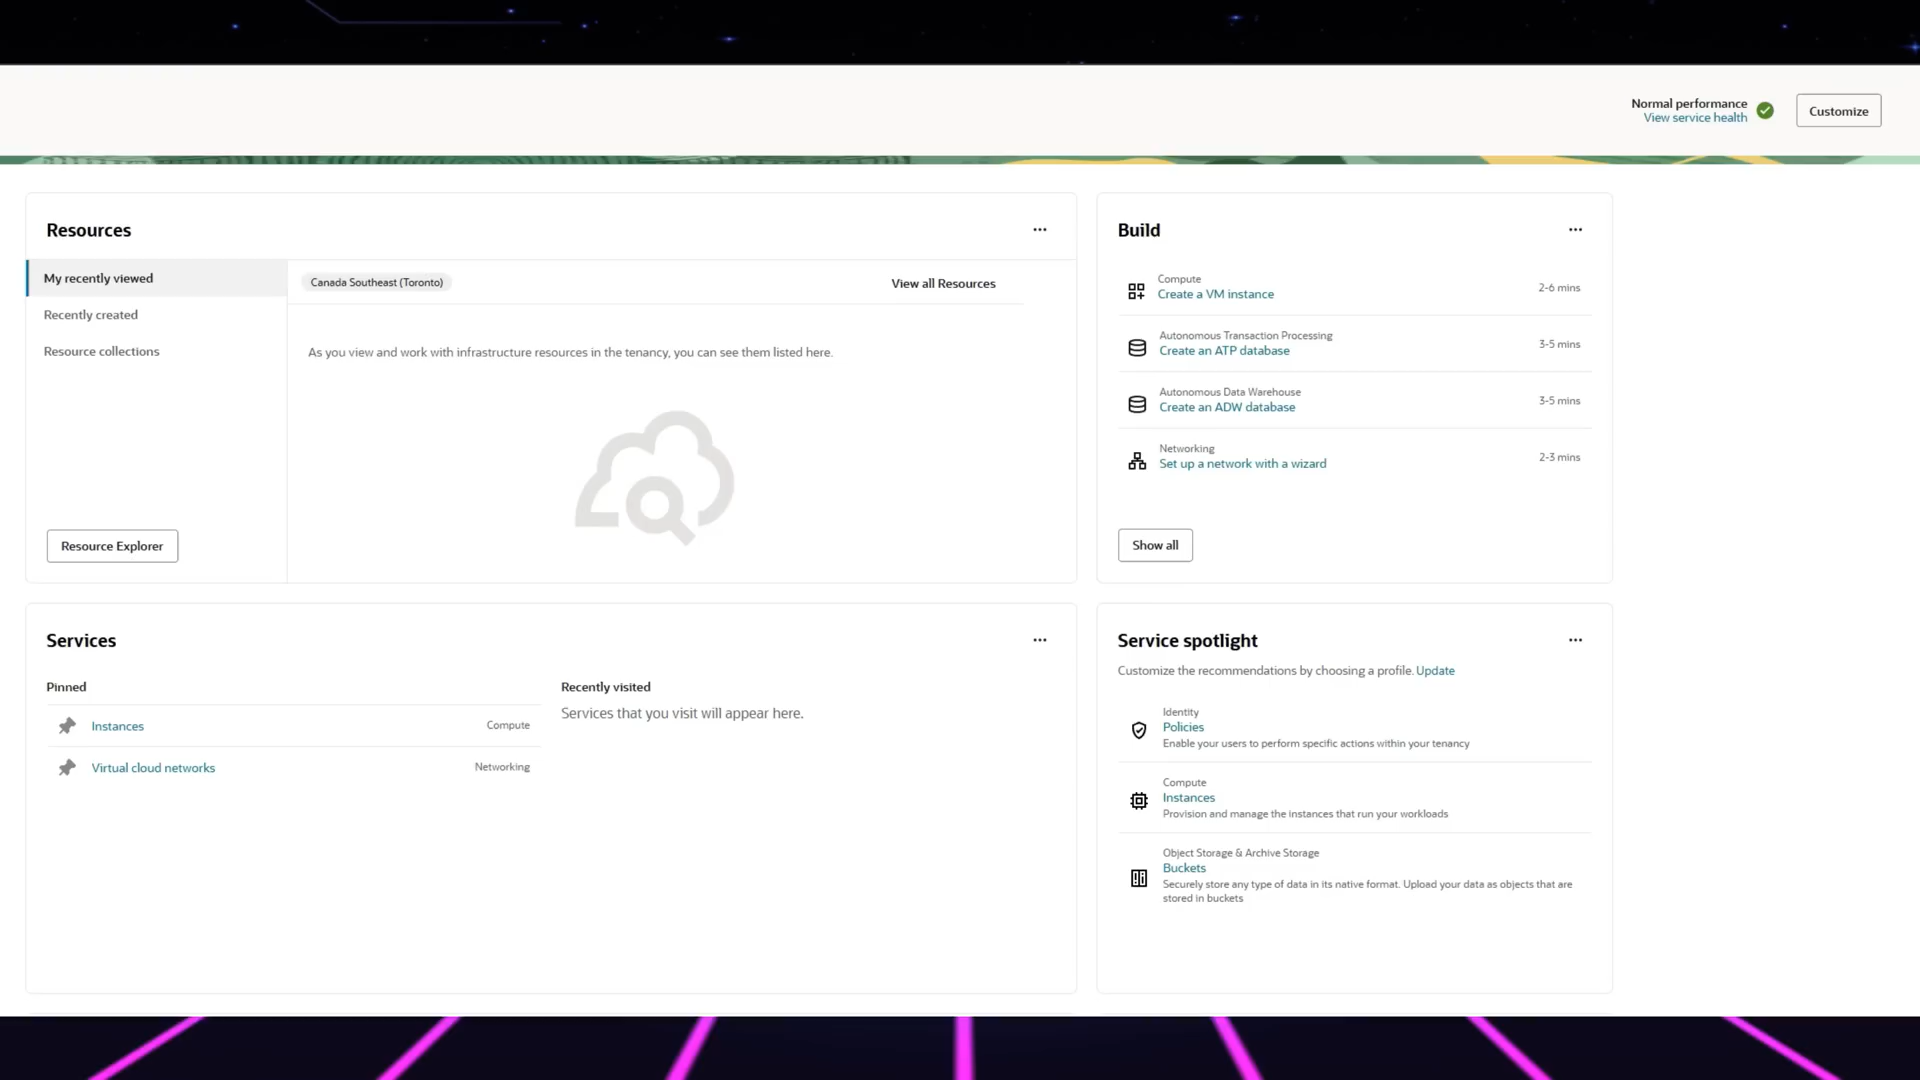 Normal performance
View service health
Customize
Resources
My recently viewed
Recently created
Resource collections
Resource Explorer
Canada Southeast (Toronto)
View all Resources
As you view and work with infrastructure resources in the tenancy, you can see them listed here.
Build
Compute
Create a VM instance
2-6 mins
Autonomous Transaction Processing
Create an ATP database
3-5 mins
Autonomous Data Warehouse
Create an ADW database
3-5 mins
Networking
Set up a network with a wizard
2-3 mins
Show all
Services
Pinned
Instances
Compute
Virtual cloud networks
Networking
Recently visited
Services that you visit will appear here.
Service spotlight
Customize the recommendations by choosing a profile. Update
Identity
Policies
Enable your users to perform specific actions within your tenancy
Compute
Instances
Provision and manage the instances that run your workloads
Object Storage & Archive Storage
Buckets
Securely store any type of data in its native format. Upload your data as objects that are
stored in buckets